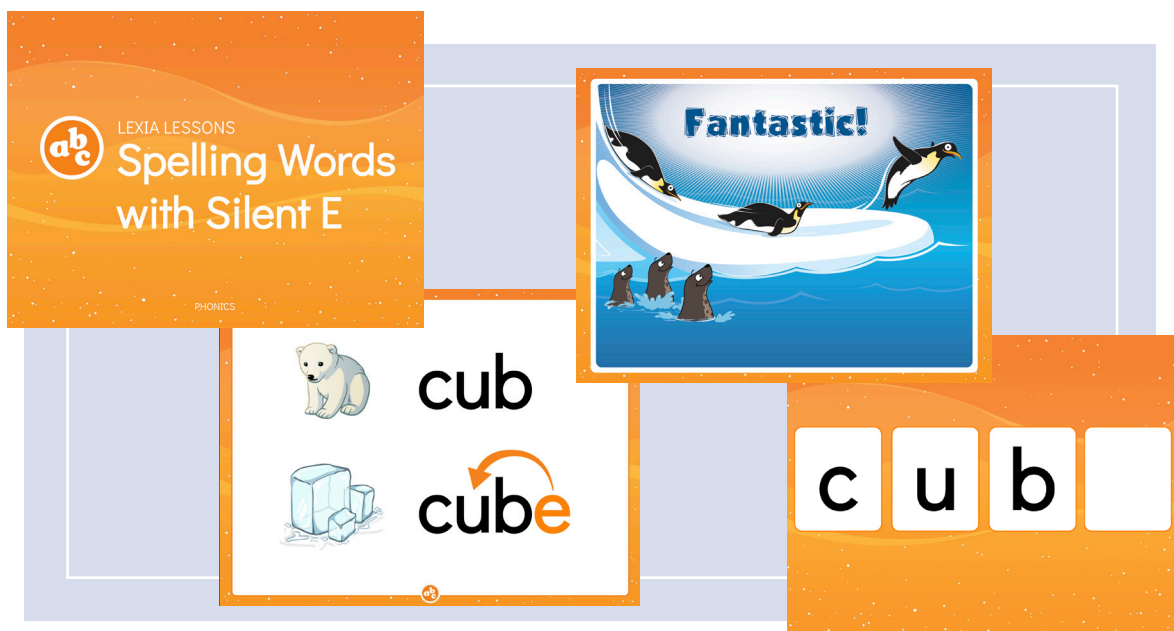 abc
LEXIA LESSONS
Spelling Words
with Silent E
PHONICS
Fantastic!
cub
cube
abc
c u b